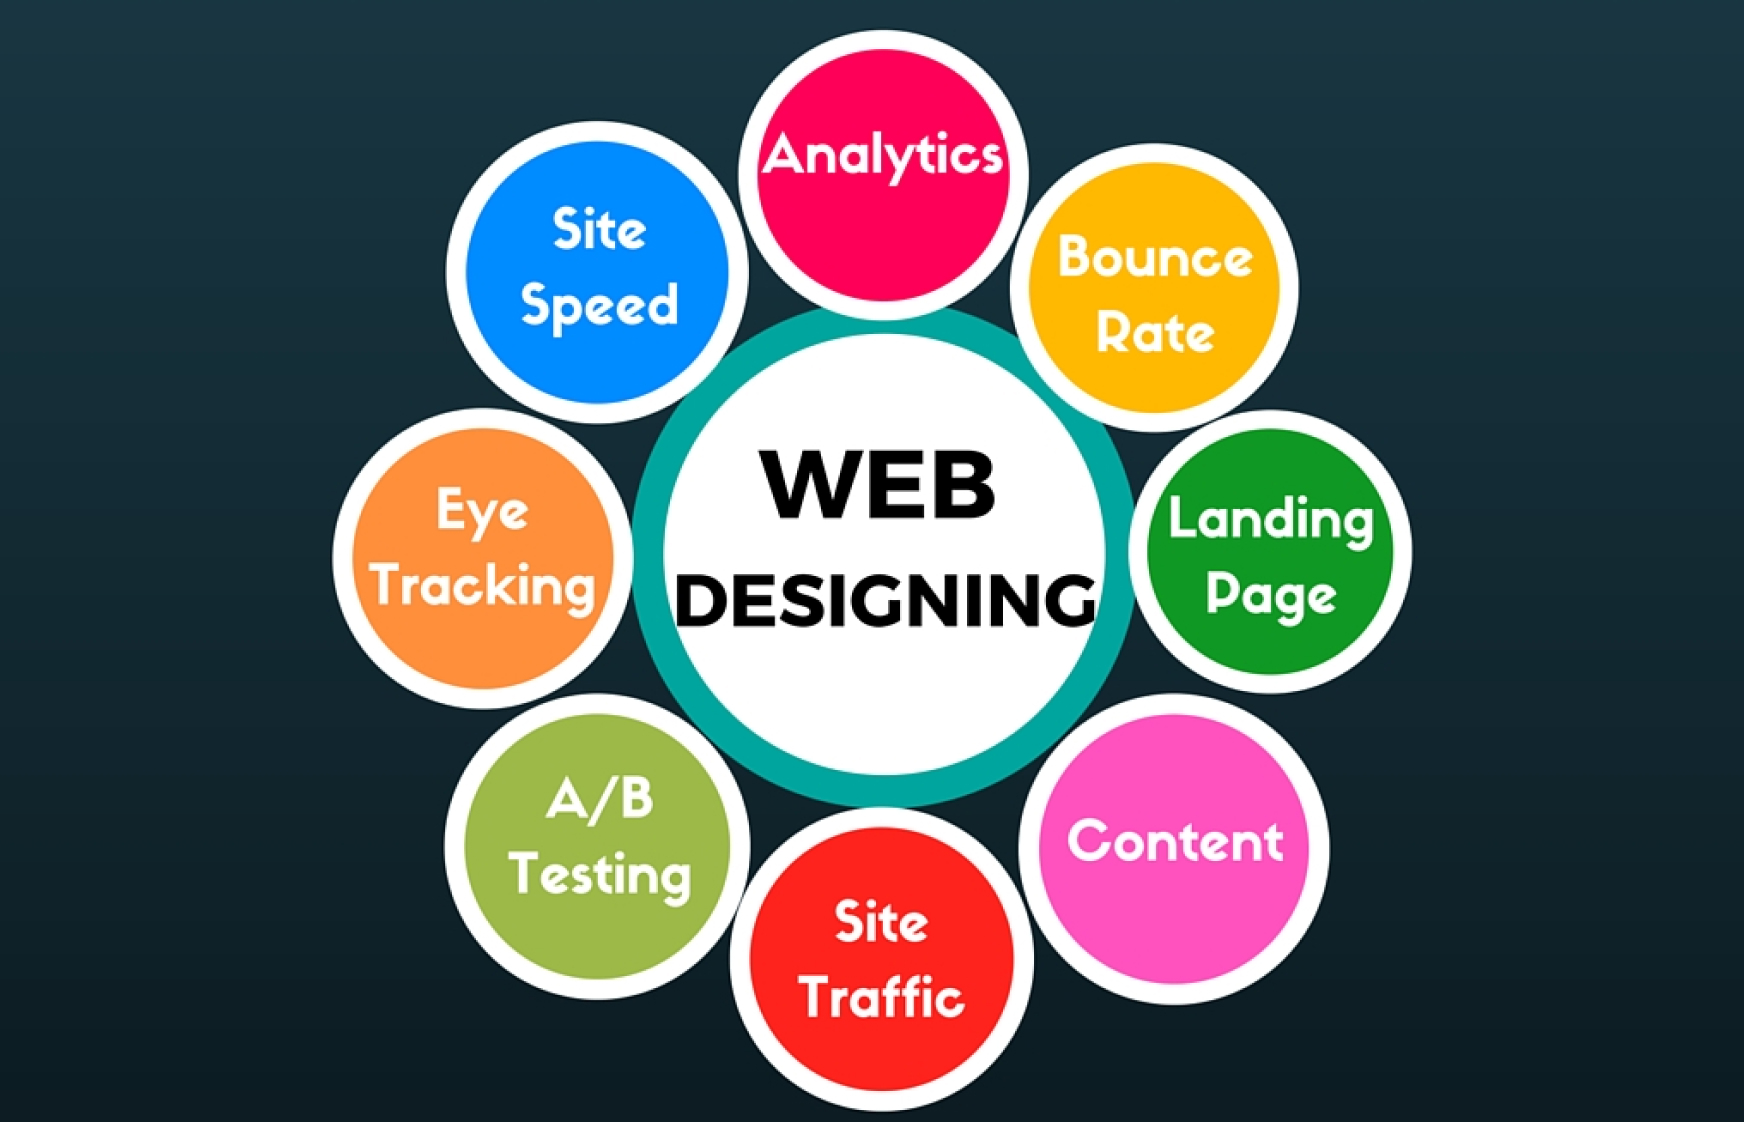 Analytics
Bounce
Rate
Landing
Page
Content
Site
Traffic
A/B
Testing
Eye
Tracking
Site
Speed
WEB
DESIGNING